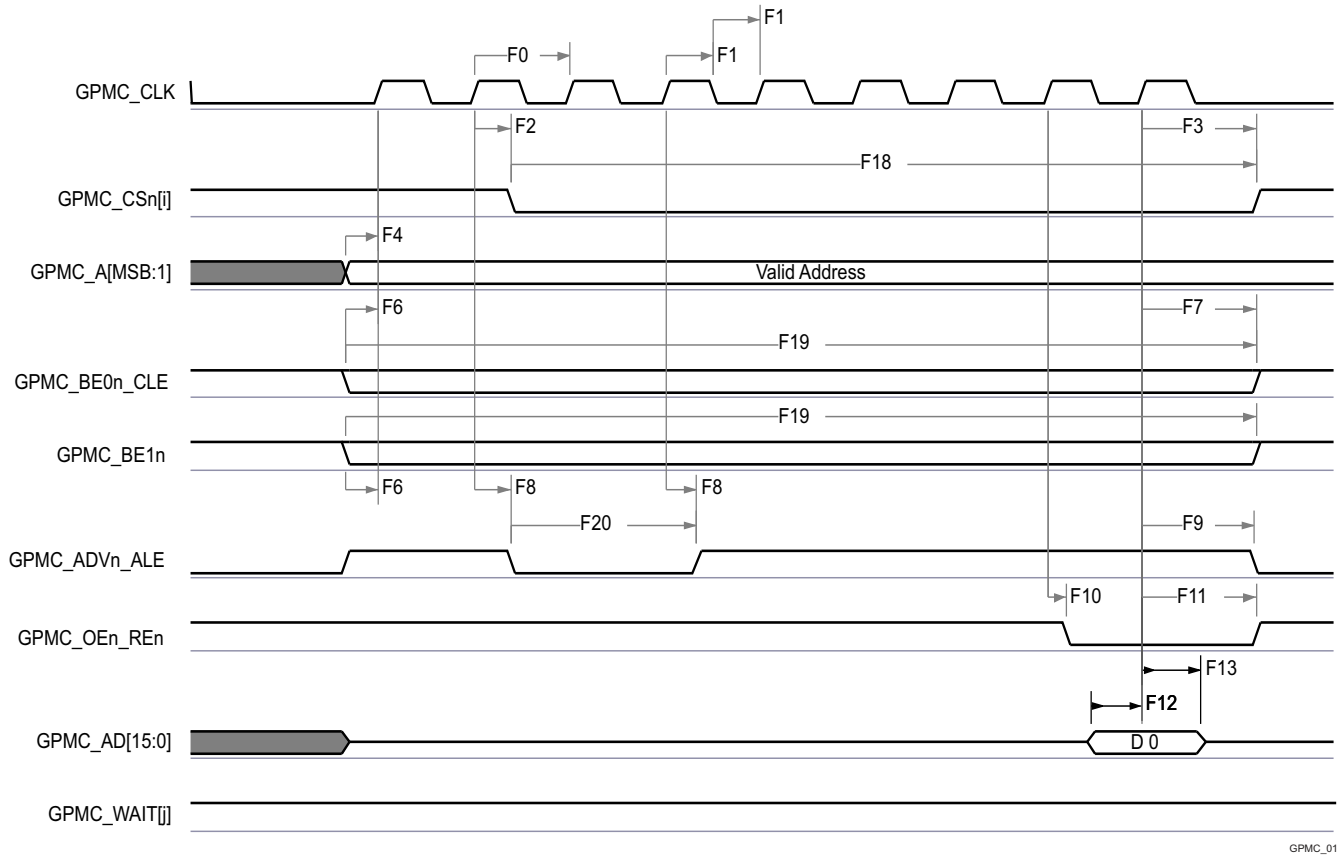 F1
F0
F1
GPMC_CLK
F2
F3
F18
GPMC_CSn[i]
F4
GPMC_A[MSB:1]
Valid Address
F6
F7
F19
GPMC_BE0n_CLE
F19
GPMC_BE1n
F6
F8
F8
F20
F9
GPMC_ADVn_ALE
F10
F11
GPMC_OEn_REn
F13
F12
GPMC_AD[15:0]
D 0
GPMC_WAIT[j]
GPMC_01